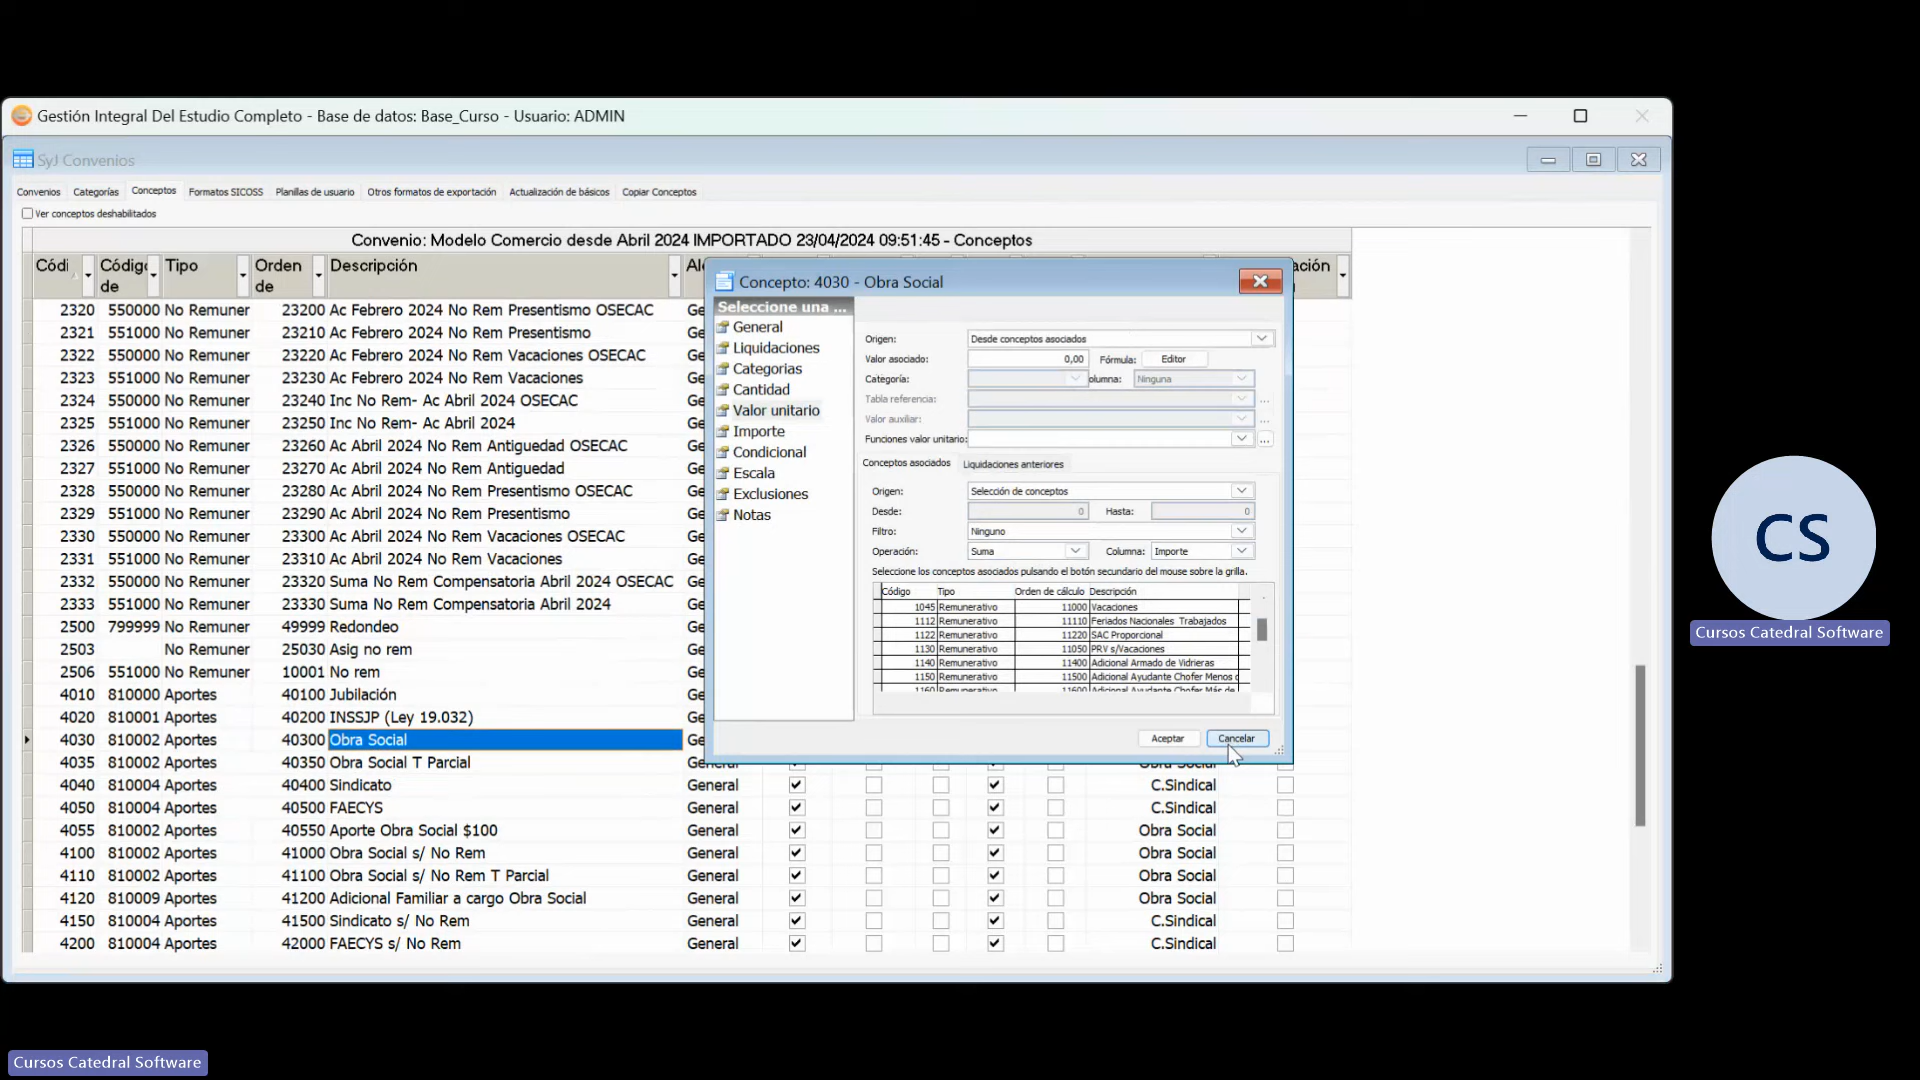 Gestión Integral Del Estudio Completo - Base de datos: Base_Curso - Usuario: ADMIN
SyJ Convenios
Convenios Categorías Conceptos Formatos SICOSS Planillas de usuario Otros formatos de exportación Actualización de básicos Copiar Conceptos
Ver conceptos deshabilitados
Convenio: Modelo Comercio desde Abril 2024 IMPORTADO 23/04/2024 09:51:45 - Conceptos
Códi Código de Tipo Orden de Descripción
2320 550000 No Remuner 23200 Ac Febrero 2024 No Rem Presentismo OSECAC
2321 551000 No Remuner 23210 Ac Febrero 2024 No Rem Presentismo
2322 550000 No Remuner 23220 Ac Febrero 2024 No Rem Vacaciones OSECAC
2323 551000 No Remuner 23230 Ac Febrero 2024 No Rem Vacaciones
2324 550000 No Remuner 23240 Inc No Rem- Ac Abril 2024 OSECAC
2325 551000 No Remuner 23250 Inc No Rem- Ac Abril 2024
2326 550000 No Remuner 23260 Ac Abril 2024 No Rem Antiguedad OSECAC
2327 551000 No Remuner 23270 Ac Abril 2024 No Rem Antiguedad
2328 550000 No Remuner 23280 Ac Abril 2024 No Rem Presentismo OSECAC
2329 551000 No Remuner 23290 Ac Abril 2024 No Rem Presentismo
2330 550000 No Remuner 23300 Ac Abril 2024 No Rem Vacaciones OSECAC
2331 551000 No Remuner 23310 Ac Abril 2024 No Rem Vacaciones
2332 550000 No Remuner 23320 Suma No Rem Compensatoria Abril 2024 OSECAC
2333 551000 No Remuner 23330 Suma No Rem Compensatoria Abril 2024
2500 799999 No Remuner 49999 Redondeo
2503 No Remuner 25030 Asig no rem
2506 551000 No Remuner 10001 No rem
4010 810000 Aportes 40100 Jubilación
4020 810001 Aportes 40200 INSSJP (Ley 19.032)
4030 810002 Aportes 40300 Obra Social
4035 810002 Aportes 40350 Obra Social T Parcial
4040 810004 Aportes 40400 Sindicato General C.Sindical
4050 810004 Aportes 40500 FAECYS General C.Sindical
4055 810002 Aportes 40550 Aporte Obra Social $100 General Obra Social
4100 810002 Aportes 41000 Obra Social s/ No Rem General Obra Social
4110 810002 Aportes 41100 Obra Social s/ No Rem T Parcial General Obra Social
4120 810009 Aportes 41200 Adicional Familiar a cargo Obra Social General Obra Social
4150 810004 Aportes 41500 Sindicato s/ No Rem General C.Sindical
4200 810004 Aportes 42000 FAECYS s/ No Rem General C.Sindical
Concepto: 4030 - Obra Social
Seleccione una ...
General
Liquidaciones
Categorias
Cantidad
Valor unitario
Importe
Condicional
Escala
Exclusiones
Notas
Origen: Desde conceptos asociados
Valor asociado: 0,00 Fórmula: Editor
Categoría: olumna: Ninguna
Tabla referencia: ...
Valor auxiliar: ...
Funciones valor unitario: ...
Conceptos asociados Liquidaciones anteriores
Origen: Selección de conceptos
Desde: 0 Hasta: 0
Filtro: Ninguno
Operación: Suma Columna: Importe
Seleccione los conceptos asociados pulsando el botón secundario del mouse sobre la grilla.
Código Tipo Orden de cálculo Descripción
1045 Remunerativo 11000 Vacaciones
1112 Remunerativo 11110 Feriados Nacionales Trabajados
1122 Remunerativo 11220 SAC Proporcional
1130 Remunerativo 11050 PRV s/Vacaciones
1140 Remunerativo 11400 Adicional Armado de Vidrieras
1150 Remunerativo 11500 Adicional Ayudante Chofer Menos d
1160 Remunerativo 11600 Adicional Ayudante Chofer Más de
Aceptar Cancelar
CS
Cursos Catedral Software
Cursos Catedral Software